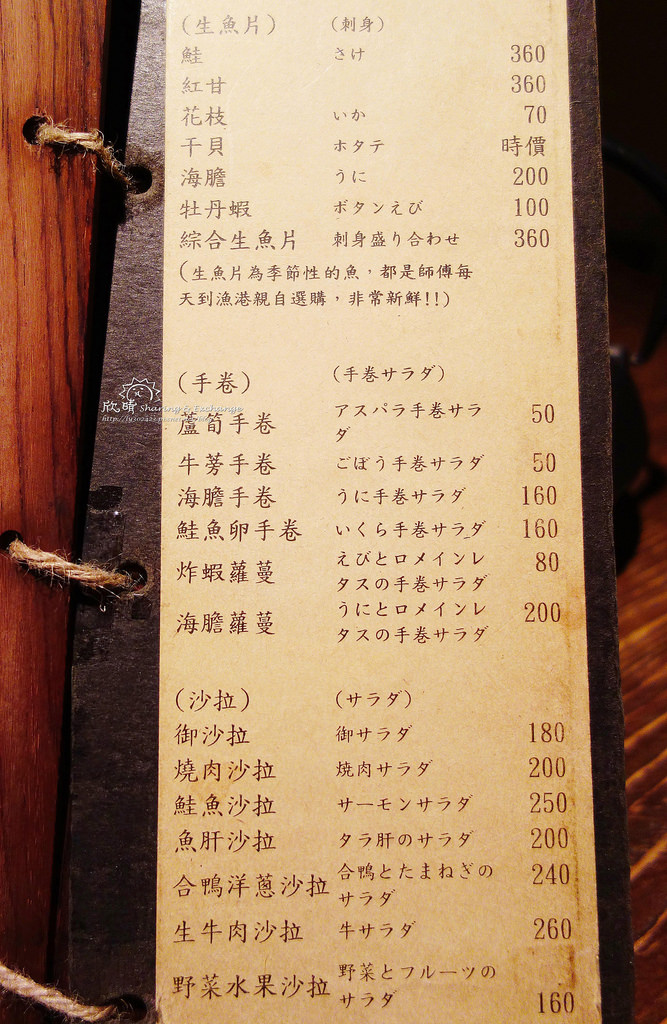 (生魚片) (刺身)
鮭 さけ 360
紅甘 360
花枝 いか 70
干貝 ホタテ 時價
海膽 うに 200
牡丹蝦 ボタンえび 100
綜合生魚片 刺身盛り合わせ 360
(生魚片為季節性的魚,都是師傅每
天到漁港親自選購,非常新鮮!!)
(手卷) (手巻サラダ)
欣晴 Sharing & Exchange
蘆筍手卷 アスパラ手巻サラ 50
ダ
牛蒡手卷 ごぼう手巻サラダ 50
海膽手卷 うに手巻サラダ 160
鮭魚卵手卷 いくら手巻サラダ 160
炸蝦蘿蔓 えびとロメインレ 80
タスの手巻サラダ
海膽蘿蔓 うにとロメインレ 200
タスの手巻サラダ
(沙拉) (サラダ)
御沙拉 御サラダ 180
燒肉沙拉 焼肉サラダ 200
鮭魚沙拉 サーモンサラダ 250
魚肝沙拉 タラ肝のサラダ 200
合鴨洋蔥沙拉 合鴨とたまねぎの 240
サラダ
生牛肉沙拉 牛サラダ 260
野菜水果沙拉 野菜とフルーツの
サラダ 160